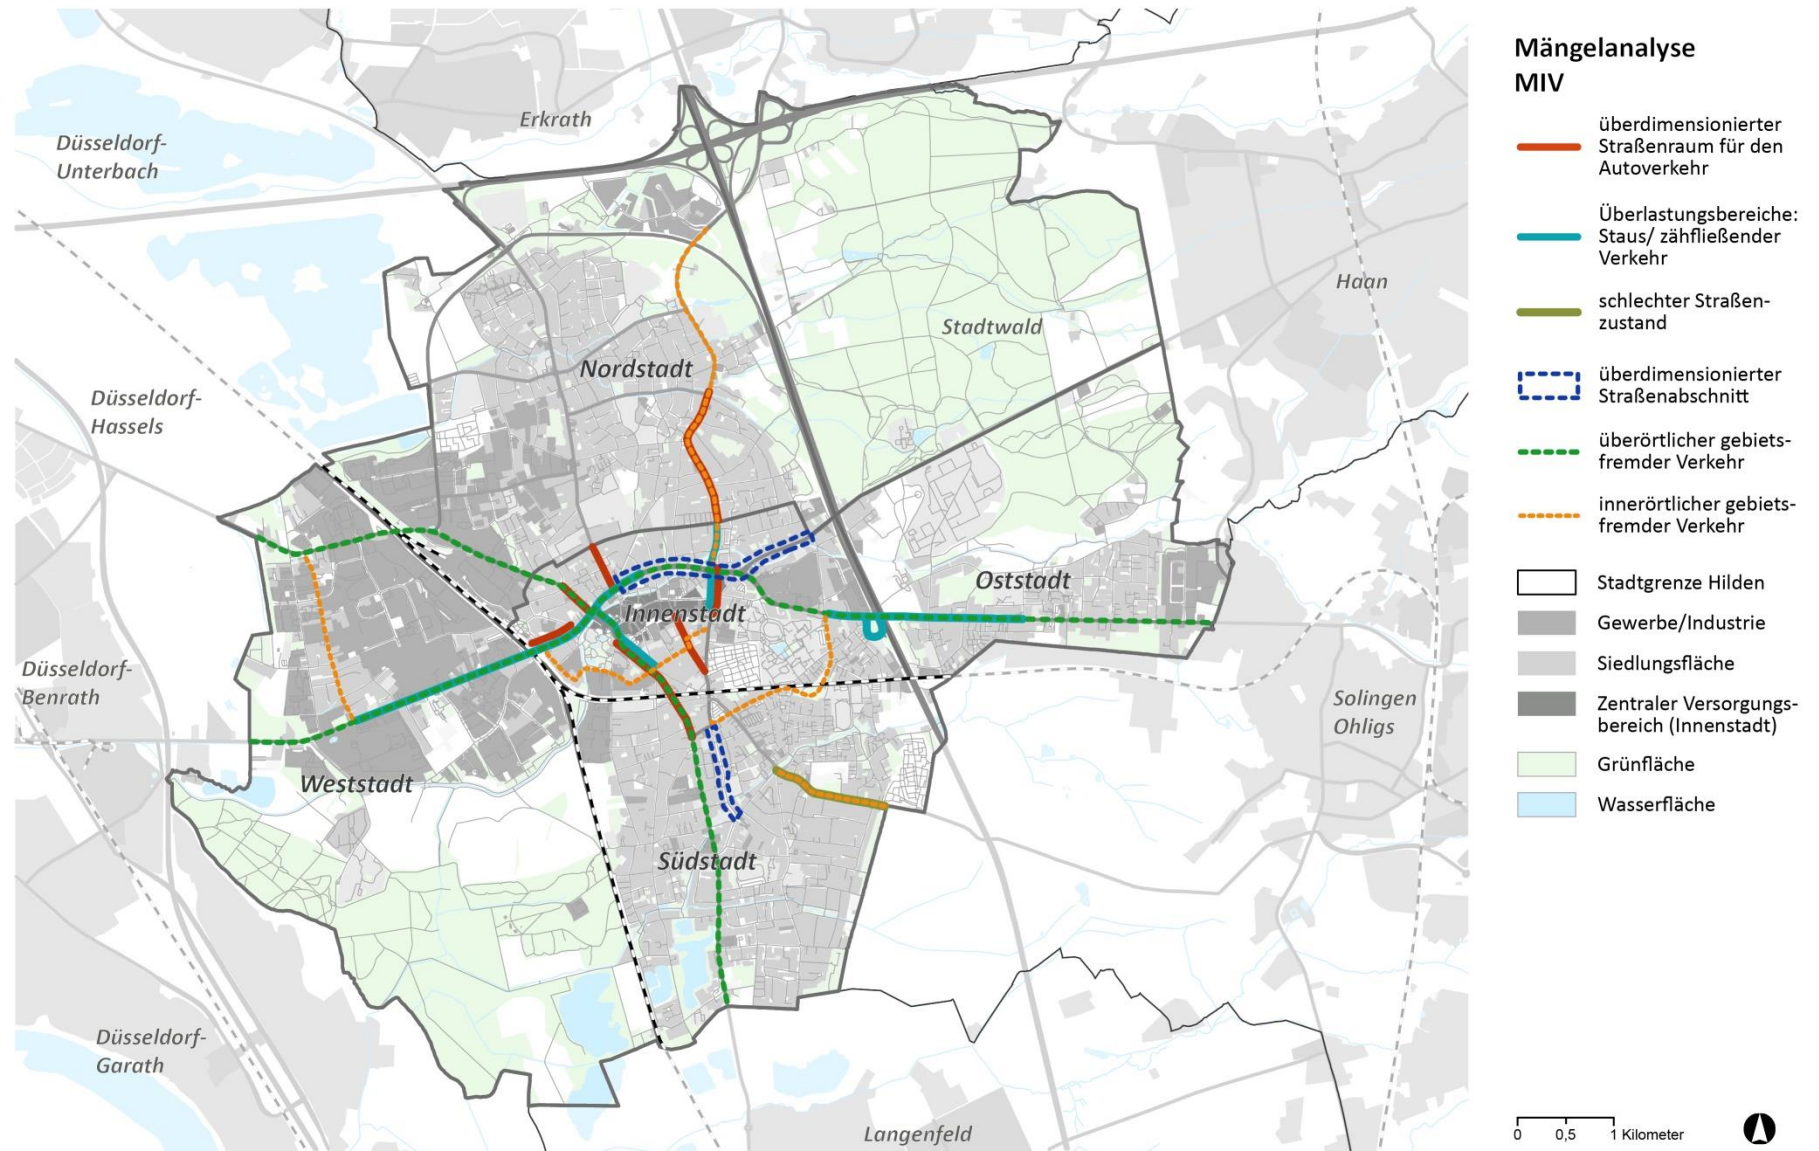 Mängelanalyse
MIV
überdimensionierter
Straßenraum für den
Autoverkehr
Überlastungsbereiche:
Staus/ zähfließender
Verkehr
schlechter Straßen-
zustand
überdimensionierter
Straßenabschnitt
überörtlicher gebiets-
fremder Verkehr
innerörtlicher gebiets-
fremder Verkehr
Stadtgrenze Hilden
Gewerbe/Industrie
Siedlungsfläche
Zentraler Versorgungs-
bereich (Innenstadt)
Grünfläche
Wasserfläche
0 0,5 1 Kilometer
Erkrath
Düsseldorf-
Unterbach
Haan
Stadtwald
Nordstadt
Düsseldorf-
Hassels
Oststadt
Innenstadt
Düsseldorf-
Benrath
Solingen
Ohligs
Weststadt
Südstadt
Düsseldorf-
Garath
Langenfeld